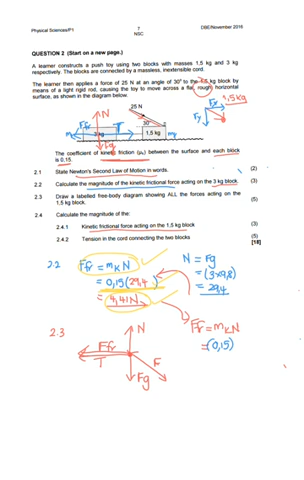 Physical Sciences/P1
7
DBE/November 2016
NSC
QUESTION 2 (Start on a new page.)
A learner constructs a push toy using two blocks with masses 1,5 kg and 3 kg
respectively. The blocks are connected by a massless, inextensible cord.
The learner then applies a force of 25 N at an angle of 30° to the 1,5 kg block by
means of a light rigid rod, causing the toy to move across a flat, rough, horizontal
surface, as shown in the diagram below.
1,5 kg
Fx
Fy
N
25 N
30°
Ffr
T
3 kg
1,5 kg
Fg
The coefficient of kinetic friction (μk) between the surface and each block
is 0,15.
2.1 State Newton's Second Law of Motion in words. (2)
2.2 Calculate the magnitude of the kinetic frictional force acting on the 3 kg block. (3)
2.3 Draw a labelled free-body diagram showing ALL the forces acting on the
1,5 kg block. (5)
2.4 Calculate the magnitude of the:
2.4.1 Kinetic frictional force acting on the 1,5 kg block (3)
2.4.2 Tension in the cord connecting the two blocks (5)
[18]
2.2 Ffr = mKN
= 0,15(29,4)
= 4,41N
N = Fg
= (3×9,8)
= 29,4
Ffr = mKN
= (0,15)
2.3
N
Ffr
T
F
Fg